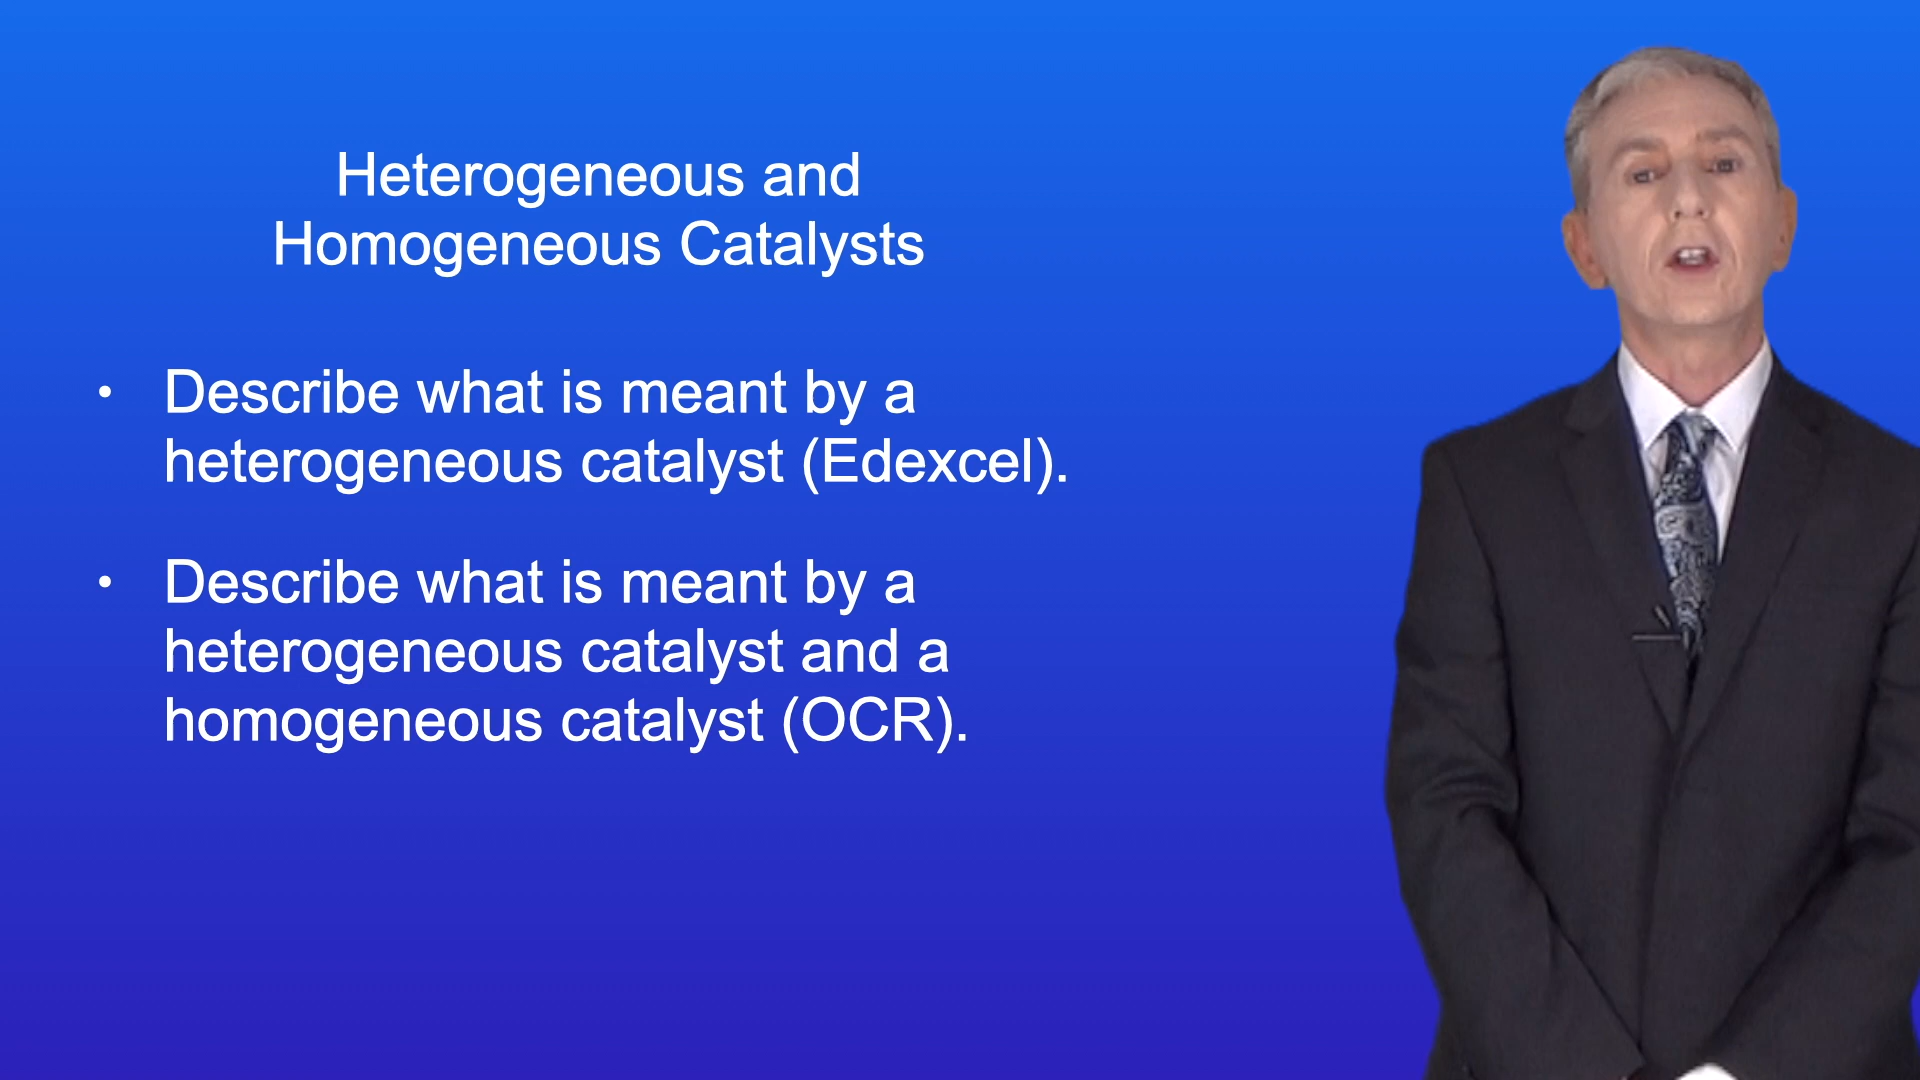 Heterogeneous and
Homogeneous Catalysts
• Describe what is meant by a
heterogeneous catalyst (Edexcel).
• Describe what is meant by a
heterogeneous catalyst and a
homogeneous catalyst (OCR).